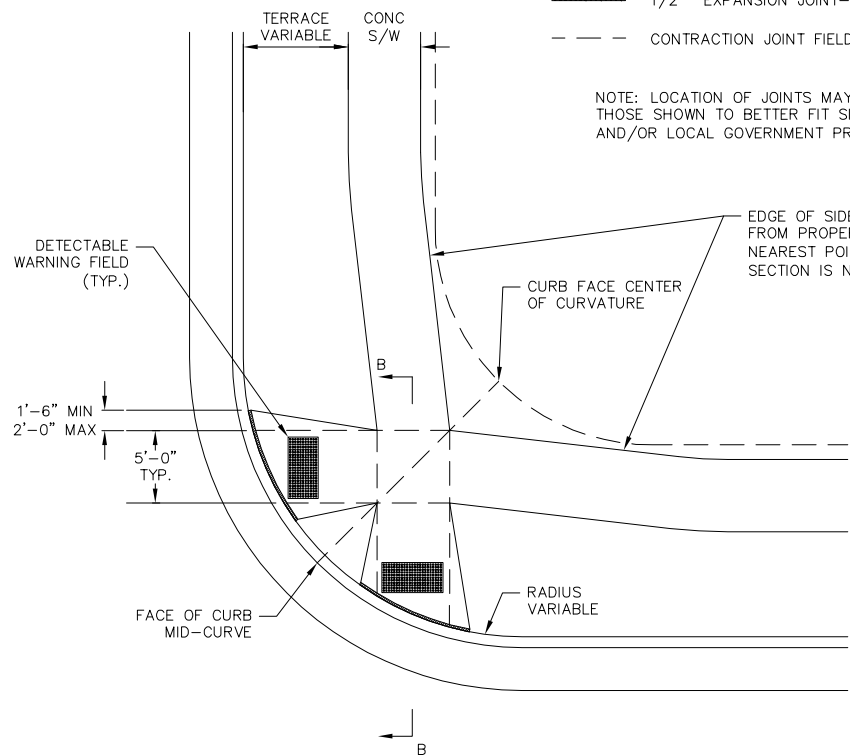 TERRACE
VARIABLE
CONC
S/W
1/2" EXPANSION JOINT-
CONTRACTION JOINT FIELD
NOTE: LOCATION OF JOINTS MAY
THOSE SHOWN TO BETTER FIT
AND/OR LOCAL GOVERNMENT
EDGE OF
FROM
NEAREST
SECTION IS
DETECTABLE
WARNING FIELD
(TYP.)
CURB FACE CENTER
OF CURVATURE
B
1'-6" MIN
2'-0" MAX
5'-0"
TYP.
RADIUS
VARIABLE
FACE OF CURB
MID-CURVE
B